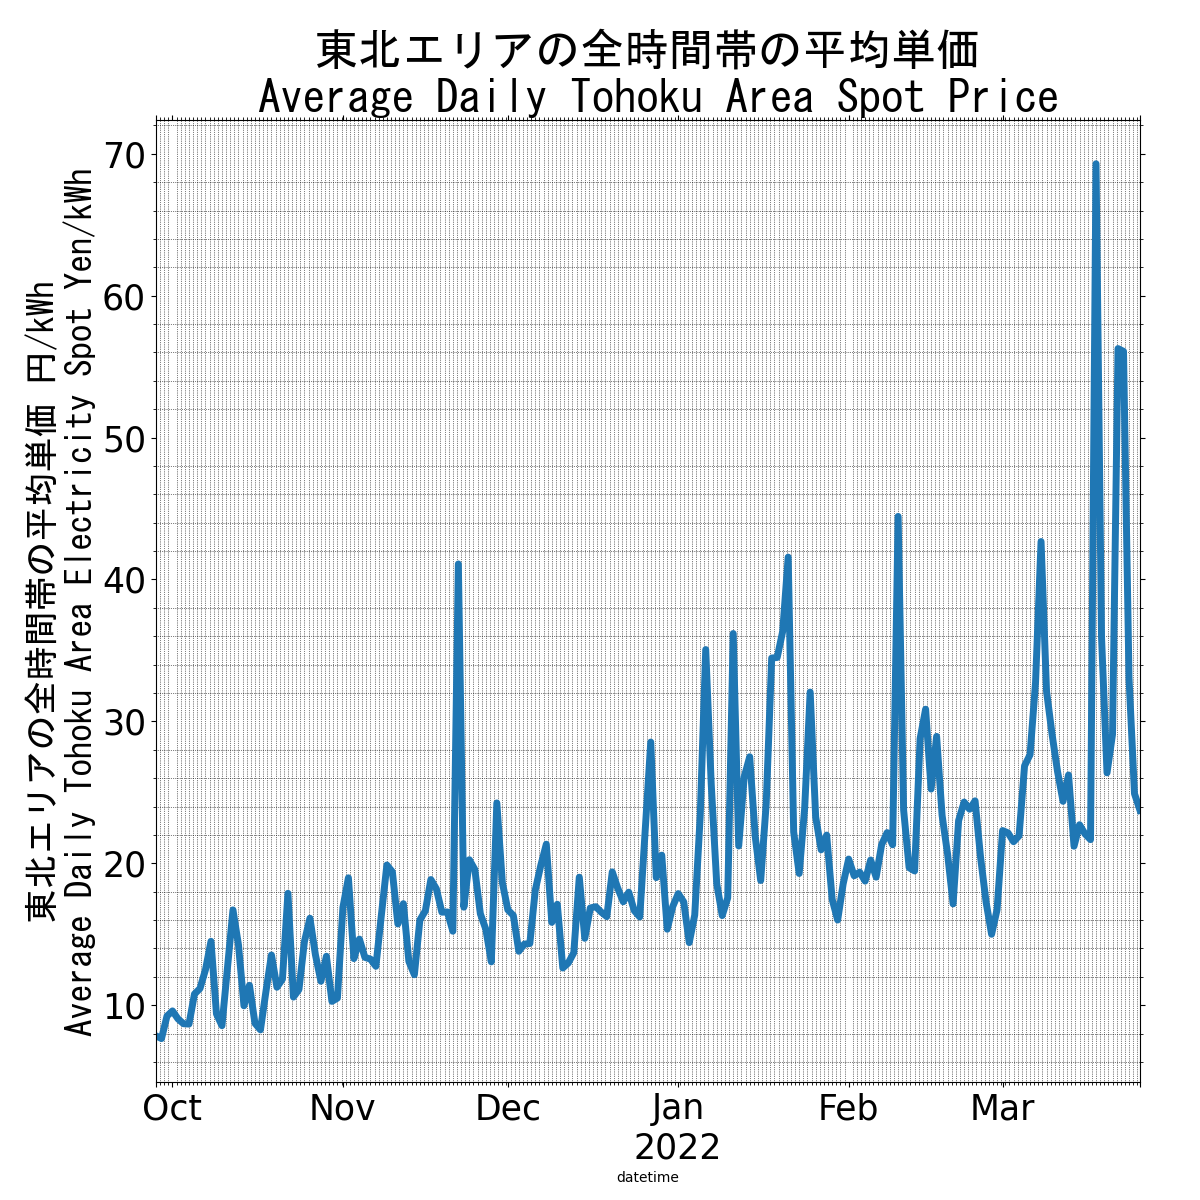 東北エリアの全時間帯の平均単価
Average Daily Tohoku Area Spot Price
東北エリアの全時間帯の平均単価 円/kWh
Average Daily Tohoku Area Electricity Spot Yen/kWh
70
60
50
40
30
20
10
Oct Nov Dec Jan Feb Mar
2022
datetime